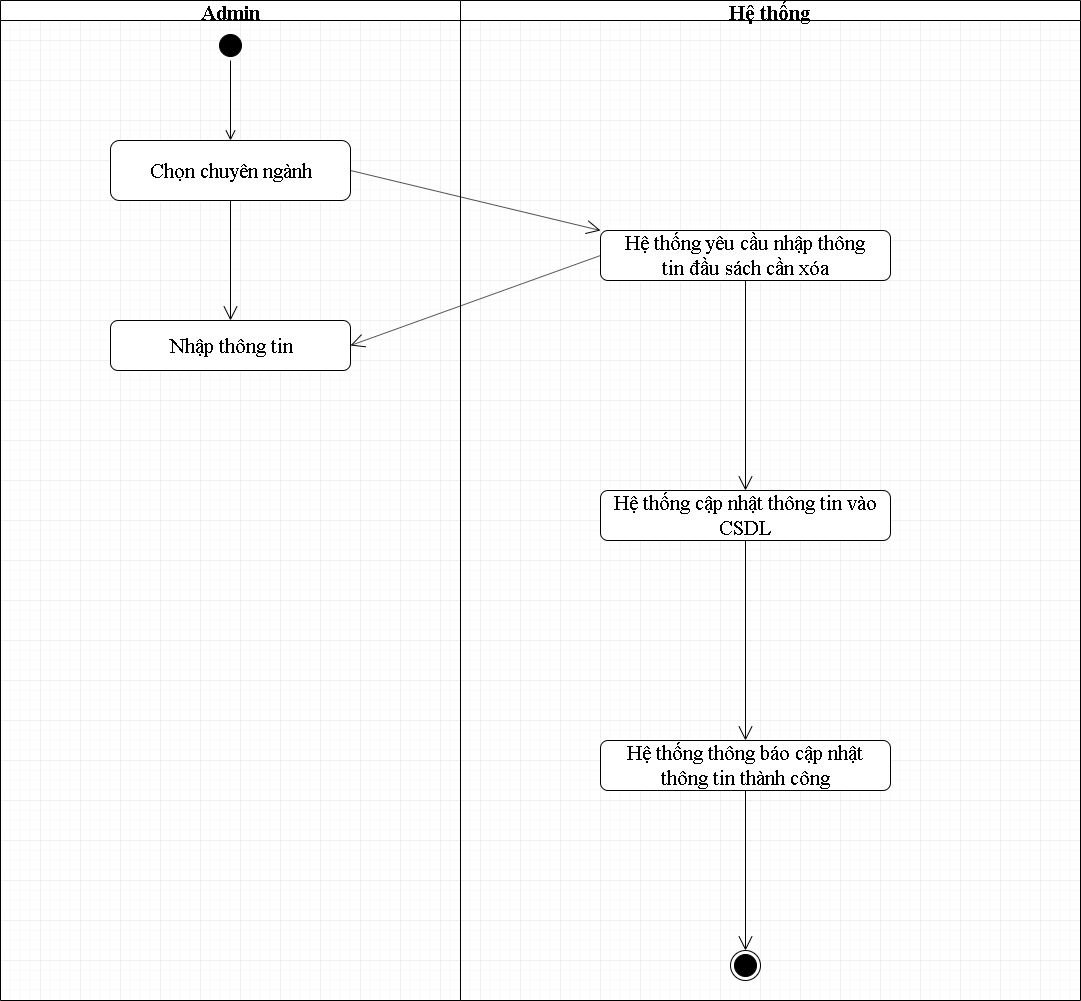 Admin
Hệ thống
Chọn chuyên ngành
Hệ thống yêu cầu nhập thông
tin đầu sách cần xóa
Nhập thông tin
Hệ thống cập nhật thông tin vào
CSDL
Hệ thống thông báo cập nhật
thông tin thành công